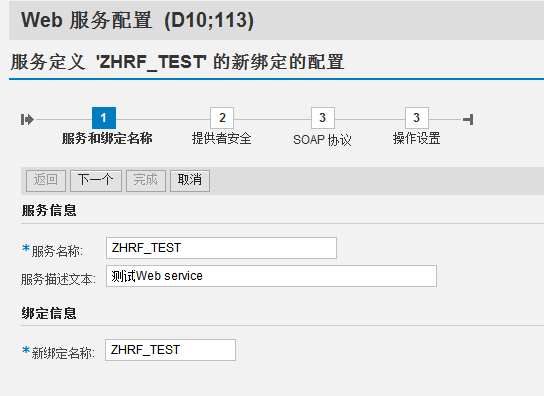 Web 服务配置 (D10;113)
服务定义 'ZHRF_TEST' 的新绑定的配置
1 2 3 3
服务和绑定名称 提供者安全 SOAP 协议 操作设置
返回 下一个 完成 取消
服务信息
*服务名称: ZHRF_TEST
服务描述文本: 测试Web service
绑定信息
*新绑定名称: ZHRF_TEST